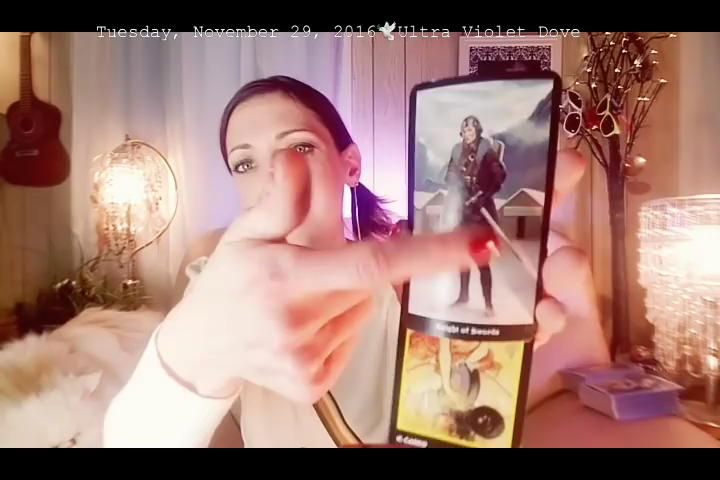 Tuesday, November 29, 2016🕊Ultra Violet Dove
Knight of Swords